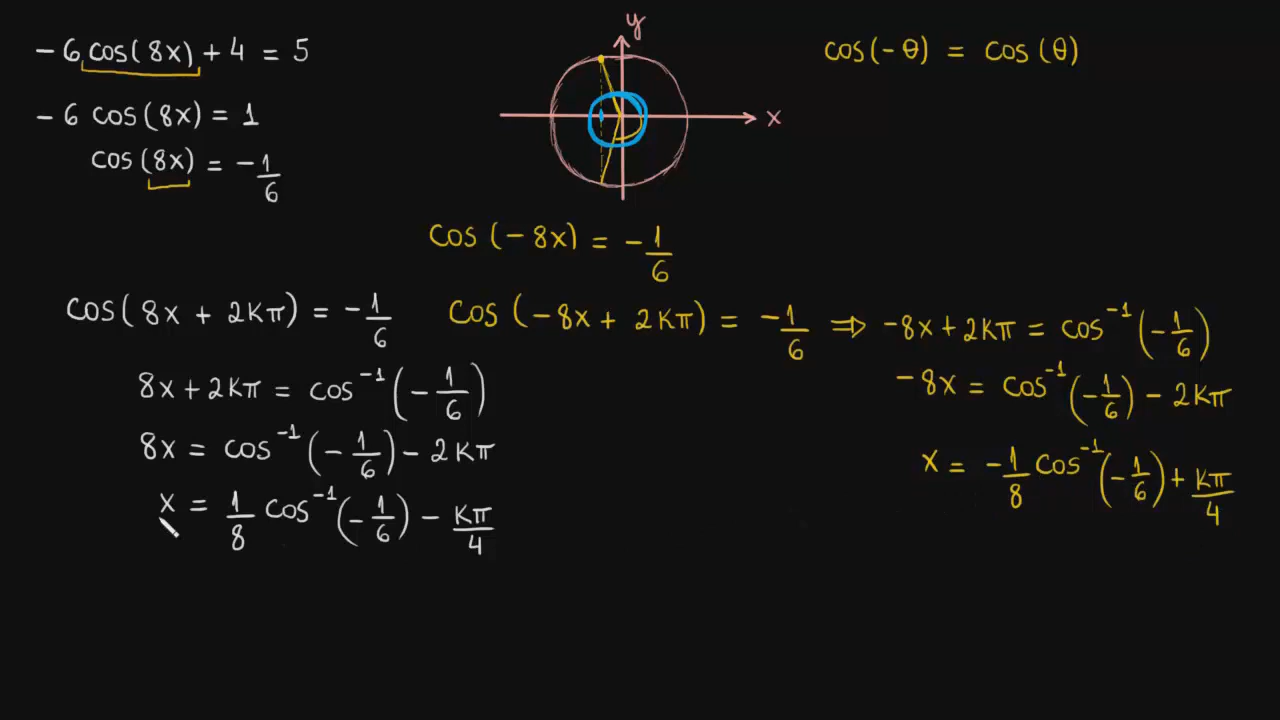 -6 cos(8x) + 4 = 5
y
cos(-θ) = cos(θ)
-6 cos(8x) = 1
x
cos(8x) = -1/6
cos(-8x) = -1/6
cos(8x + 2kπ) = -1/6
cos(-8x + 2kπ) = -1/6 ⇒ -8x + 2kπ = cos⁻¹(-1/6)
8x + 2kπ = cos⁻¹(-1/6)
-8x = cos⁻¹(-1/6) - 2kπ
8x = cos⁻¹(-1/6) - 2kπ
x = -1/8 cos⁻¹(-1/6) + kπ/4
x = 1/8 cos⁻¹(-1/6) - kπ/4